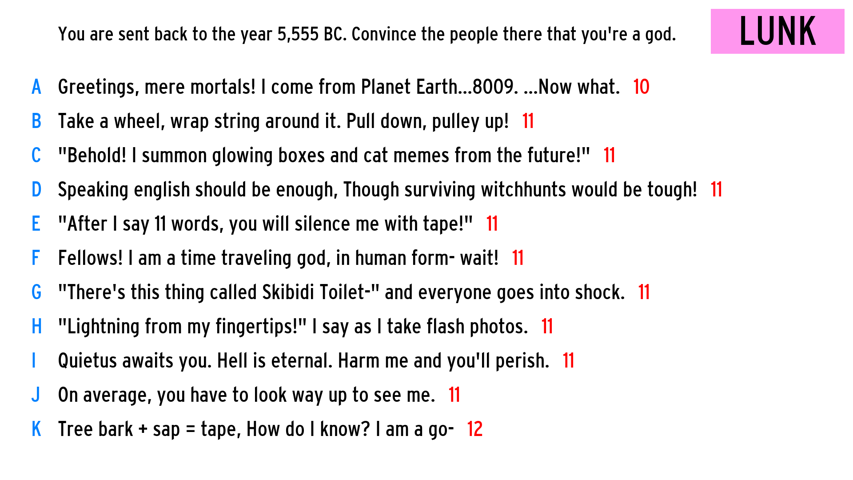 You are sent back to the year 5,555 BC. Convince the people there that you're a god.
LUNK
A Greetings, mere mortals! I come from Planet Earth...8009. ...Now what. 10
B Take a wheel, wrap string around it. Pull down, pulley up! 11
C "Behold! I summon glowing boxes and cat memes from the future!" 11
D Speaking english should be enough, Though surviving witchhunts would be tough! 11
E "After I say 11 words, you will silence me with tape!" 11
F Fellows! I am a time traveling god, in human form- wait! 11
G "There's this thing called Skibidi Toilet-" and everyone goes into shock. 11
H "Lightning from my fingertips!" I say as I take flash photos. 11
I Quietus awaits you. Hell is eternal. Harm me and you'll perish. 11
J On average, you have to look way up to see me. 11
K Tree bark + sap = tape, How do I know? I am a go- 12